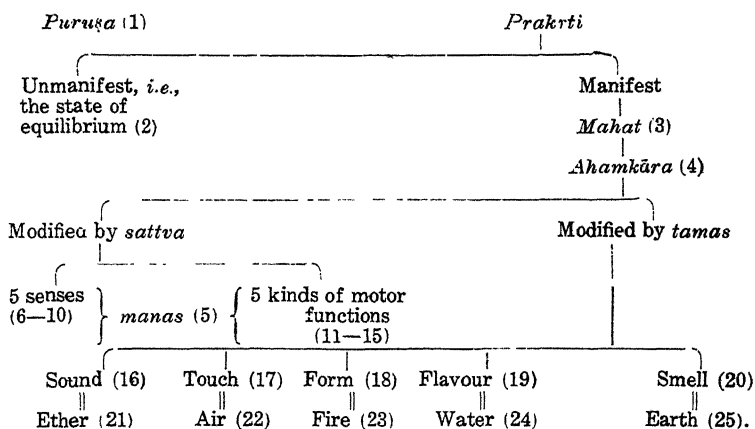 Puruṣa (1) Prakrti
Unmanifest, i.e., Manifest
the state of
equilibrium (2) Mahat (3)
Ahamkāra (4)
Modified by sattva Modified by tamas
5 senses 5 kinds of motor
(6—10) } manas (5) { functions
(11—15)
Sound (16) Touch (17) Form (18) Flavour (19) Smell (20)
Ether (21) Air (22) Fire (23) Water (24) Earth (25).